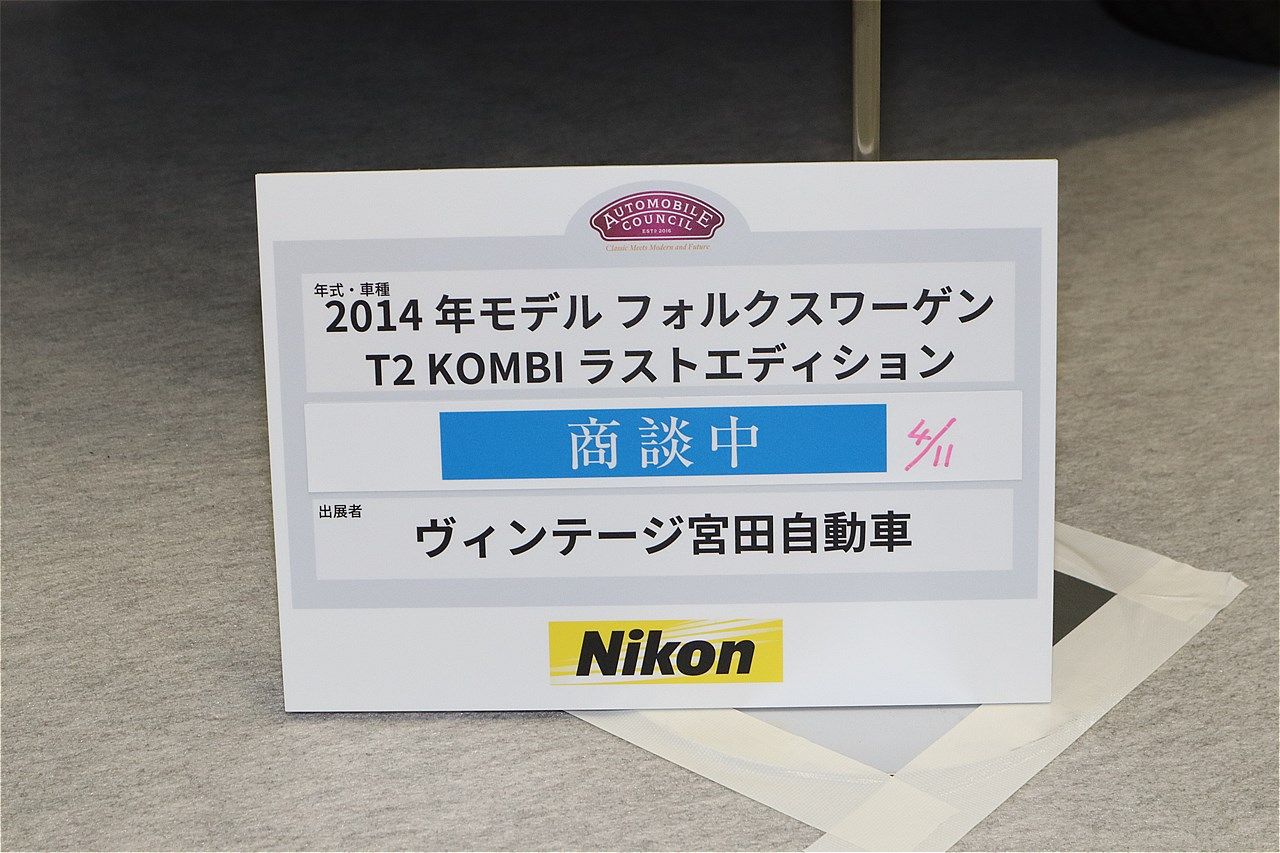 AUTOMOBILE
COUNCIL
ESTD 2016
Classic Meets Modern and Future
年式・車種
2014 年モデル フォルクスワーゲン
T2 KOMBI ラストエディション
商談中 4/11
出展者
ヴィンテージ宮田自動車
Nikon